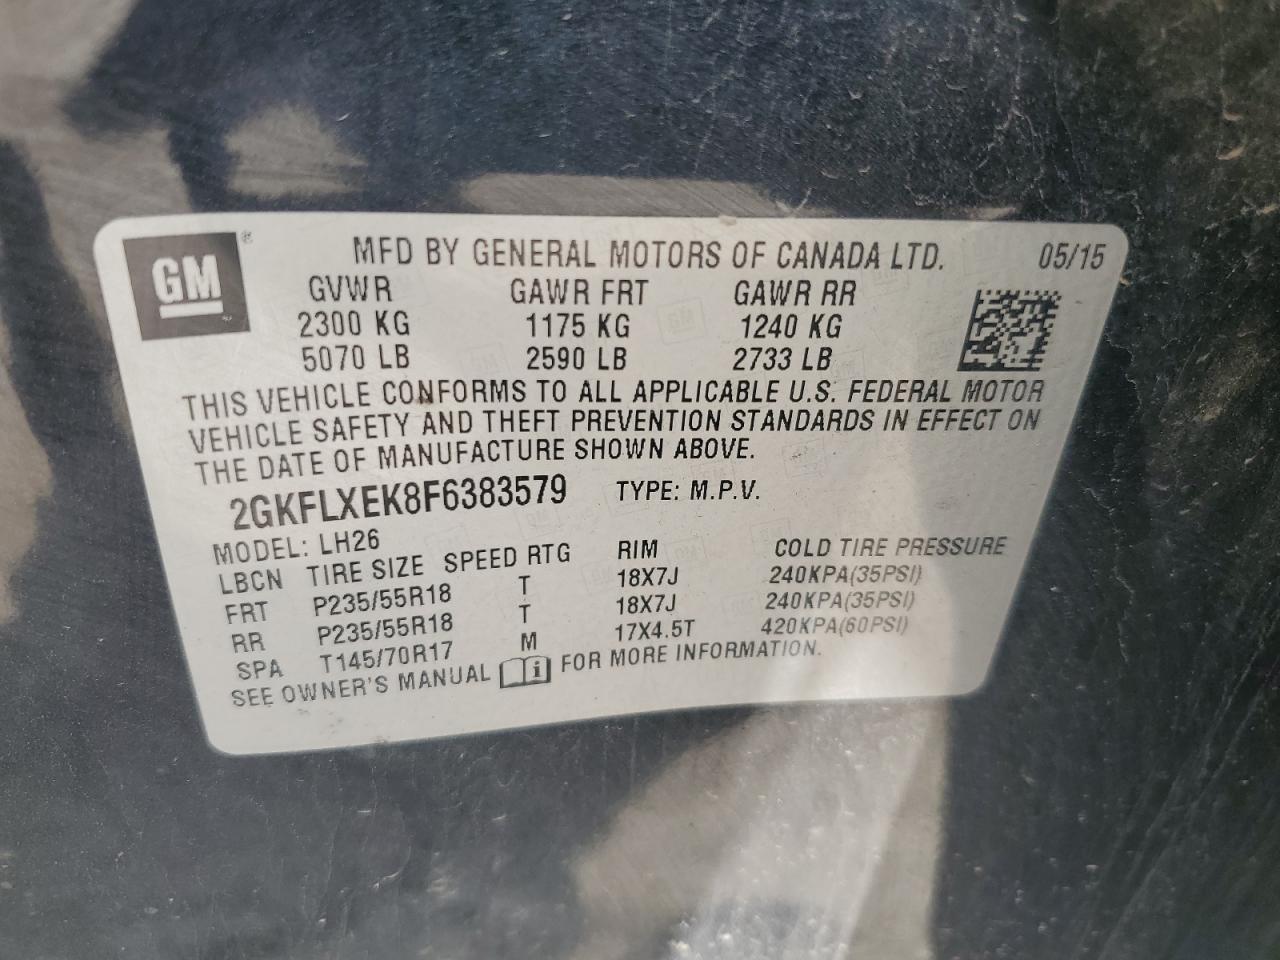 GM ®
MFD BY GENERAL MOTORS OF CANADA LTD. 05/15
GVWR GAWR FRT GAWR RR
2300 KG 1175 KG 1240 KG
5070 LB 2590 LB 2733 LB
THIS VEHICLE CONFORMS TO ALL APPLICABLE U.S. FEDERAL MOTOR
VEHICLE SAFETY AND THEFT PREVENTION STANDARDS IN EFFECT ON
THE DATE OF MANUFACTURE SHOWN ABOVE.
2GKFLXEK8F6383579 TYPE: M.P.V.
MODEL: LH26
LBCN TIRE SIZE SPEED RTG RIM COLD TIRE PRESSURE
FRT P235/55R18 T 18X7J 240KPA(35PSI)
RR P235/55R18 T 18X7J 240KPA(35PSI)
SPA T145/70R17 M 17X4.5T 420KPA(60PSI)
SEE OWNER'S MANUAL i FOR MORE INFORMATION.